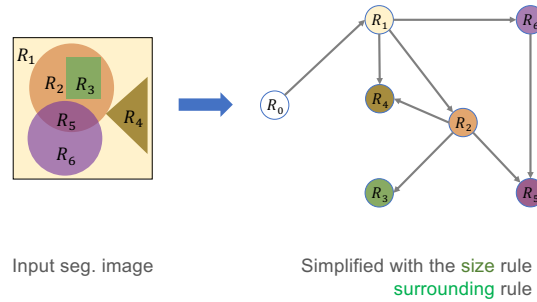 R1
R2
R3
R4
R5
R6
R0
R1
R6
R4
R2
R3
R5
Input seg. image
Simplified with the size rule
surrounding rule